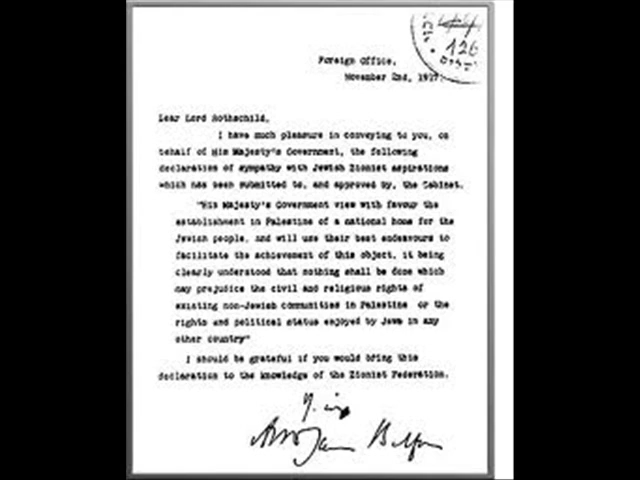 126
Foreign Office,
November 2nd, 1917.
Dear Lord Rothschild,
I have much pleasure in conveying to you, on
behalf of His Majesty's Government, the following
declaration of sympathy with Jewish Zionist aspirations
which has been submitted to, and approved by, the Cabinet.
"His Majesty's Government view with favour the
establishment in Palestine of a national home for the
Jewish people, and will use their best endeavours to
facilitate the achievement of this object, it being
clearly understood that nothing shall be done which
may prejudice the civil and religious rights of
existing non-Jewish communities in Palestine or the
rights and political status enjoyed by Jews in any
other country"
I should be grateful if you would bring this
declaration to the knowledge of the Zionist Federation.
Arthur James Balfour